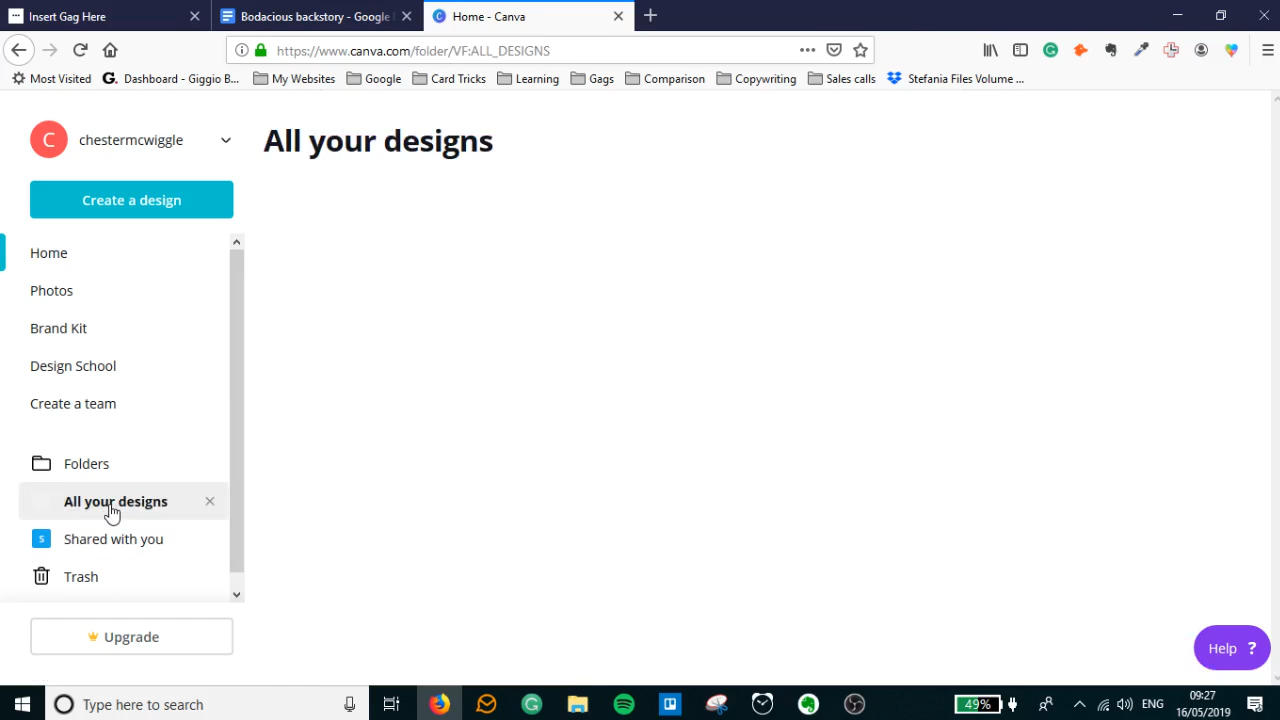 Insert Gag Here
Bodacious backstory - Google
Home - Canva
https://www.canva.com/folder/VF:ALL_DESIGNS
Most Visited
G. Dashboard - Giggio B...
My Websites
Google
Card Tricks
Learning
Gags
Comparison
Copywriting
Sales calls
Stefania Files Volume ...
C
chestermcwiggle
All your designs
Create a design
Home
Photos
Brand Kit
Design School
Create a team
Folders
All your designs
S
Shared with you
Trash
Upgrade
Help ?
Type here to search
49%
ENG
09:27
16/05/2019